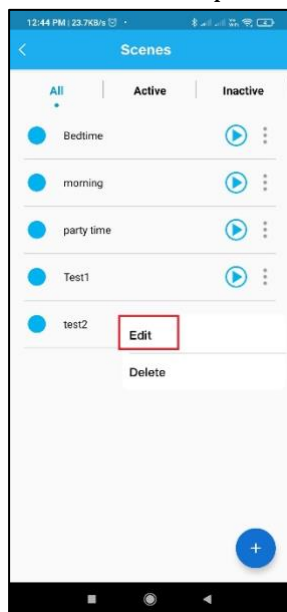 12:44 PM | 23.7KB/s
Scenes
All Active Inactive
Bedtime
morning
party time
Test1
test2
Edit
Delete